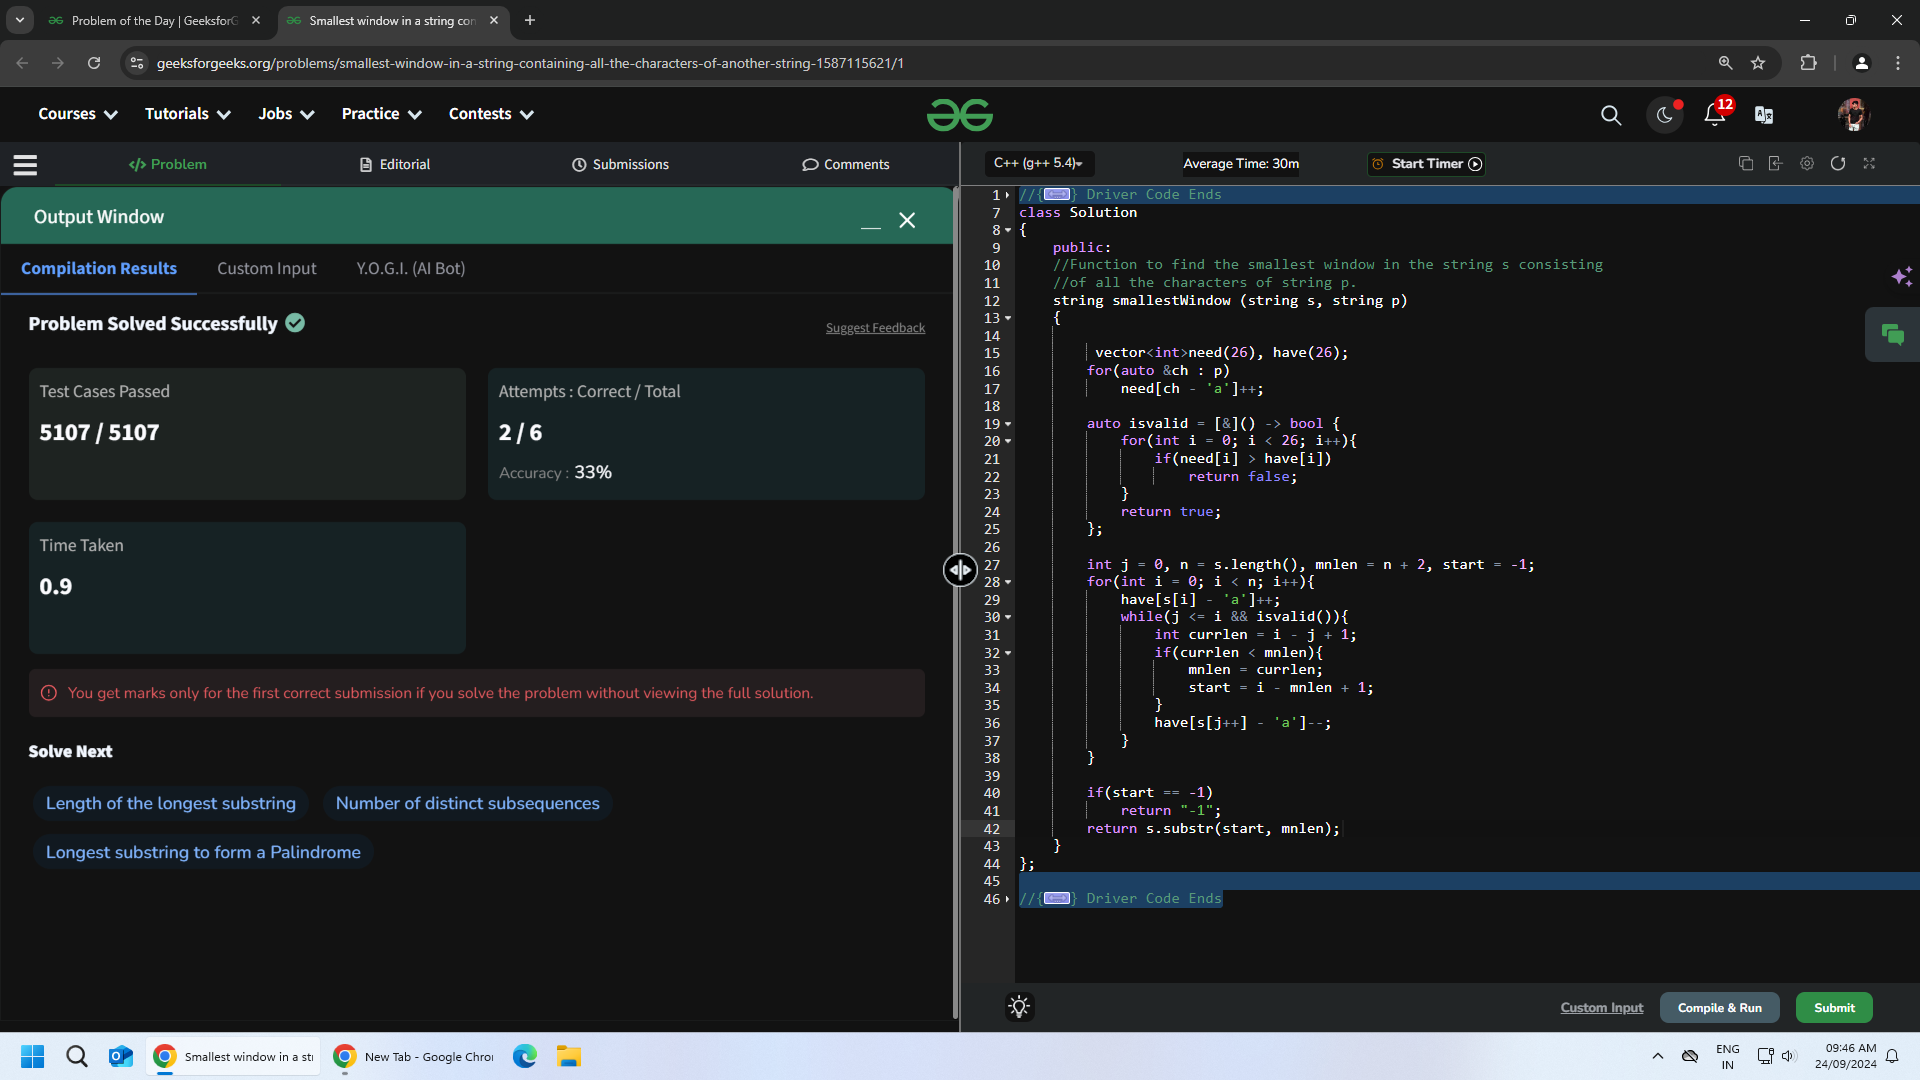 Problem of the Day | GeeksforG
Smallest window in a string con
geeksforgeeks.org/problems/smallest-window-in-a-string-containing-all-the-characters-of-another-string-1587115621/1
Courses Tutorials Jobs Practice Contests
12
</> Problem Editorial Submissions Comments
C++ (g++ 5.4) Average Time: 30m Start Timer
Output Window
Compilation Results Custom Input Y.O.G.I. (AI Bot)
Problem Solved Successfully
Suggest Feedback
Test Cases Passed
5107 / 5107
Attempts : Correct / Total
2 / 6
Accuracy : 33%
Time Taken
0.9
You get marks only for the first correct submission if you solve the problem without viewing the full solution.
Solve Next
Length of the longest substring Number of distinct subsequences
Longest substring to form a Palindrome
1 //{ } Driver Code Ends
7 class Solution
8 {
9 public:
10 //Function to find the smallest window in the string s consisting
11 //of all the characters of string p.
12 string smallestWindow (string s, string p)
13 {
14
15 vector<int>need(26), have(26);
16 for(auto &ch : p)
17 need[ch - 'a']++;
18
19 auto isvalid = [&]() -> bool {
20 for(int i = 0; i < 26; i++){
21 if(need[i] > have[i])
22 return false;
23 }
24 return true;
25 };
26
27 int j = 0, n = s.length(), mnlen = n + 2, start = -1;
28 for(int i = 0; i < n; i++){
29 have[s[i] - 'a']++;
30 while(j <= i && isvalid()){
31 int currlen = i - j + 1;
32 if(currlen < mnlen){
33 mnlen = currlen;
34 start = i - mnlen + 1;
35 }
36 have[s[j++] - 'a']--;
37 }
38 }
39
40 if(start == -1)
41 return "-1";
42 return s.substr(start, mnlen);
43 }
44 };
45
46 //{ } Driver Code Ends
Custom Input Compile & Run Submit
Smallest window in a str
New Tab - Google Chro
ENG
IN
09:46 AM
24/09/2024